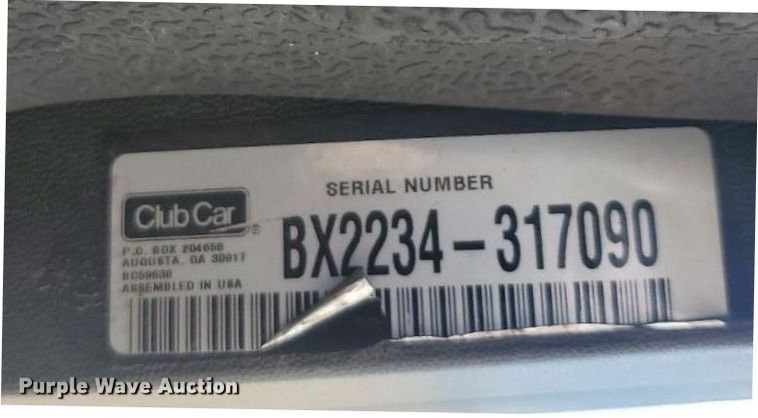 SERIAL NUMBER
Club Car
®
BX2234-317090
P.O. BOX 204658
AUGUSTA, GA 30917
ASSEMBLED IN USA
Purple Wave Auction